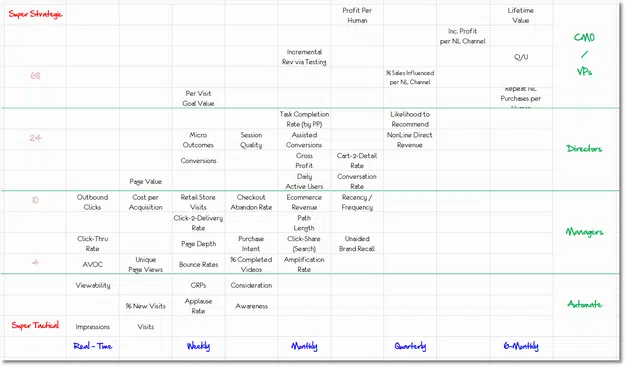 Super Strategic
Profit Per
Human
Lifetime
Value
Inc. Profit
per NL Channel
CMO
/
VPs
Incremental
Rev via Testing
Q/U
68
% Sales Influenced
per NL Channel
Per Visit
Goal Value
Repeat NL
Purchases per
Human
Task Completion
Rate (by PP)
Likelihood to
Recommend
24
Micro
Outcomes
Session
Quality
Assisted
Conversions
NonLine Direct
Revenue
Directors
Conversions
Gross
Profit
Cart-2-Detail
Rate
Page Value
Daily
Active Users
Conversation
Rate
10
Outbound
Clicks
Cost per
Acquisition
Retail Store
Visits
Checkout
Abandon Rate
Ecommerce
Revenue
Recency /
Frequency
Click-2-Delivery
Rate
Path
Length
Managers
Click-Thru
Rate
Page Depth
Purchase
Intent
Click-Share
(Search)
Unaided
Brand Recall
4
AVOC
Unique
Page Views
Bounce Rates
% Completed
Videos
Amplification
Rate
Viewability
GRPs
Consideration
Automate
% New Visits
Applause
Rate
Awareness
Super Tactical
Impressions
Visits
Real-Time
Weekly
Monthly
Quarterly
6-Monthly